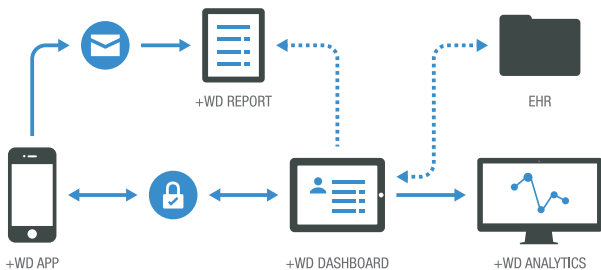 +WD REPORT
EHR
+WD APP
+WD DASHBOARD
+WD ANALYTICS